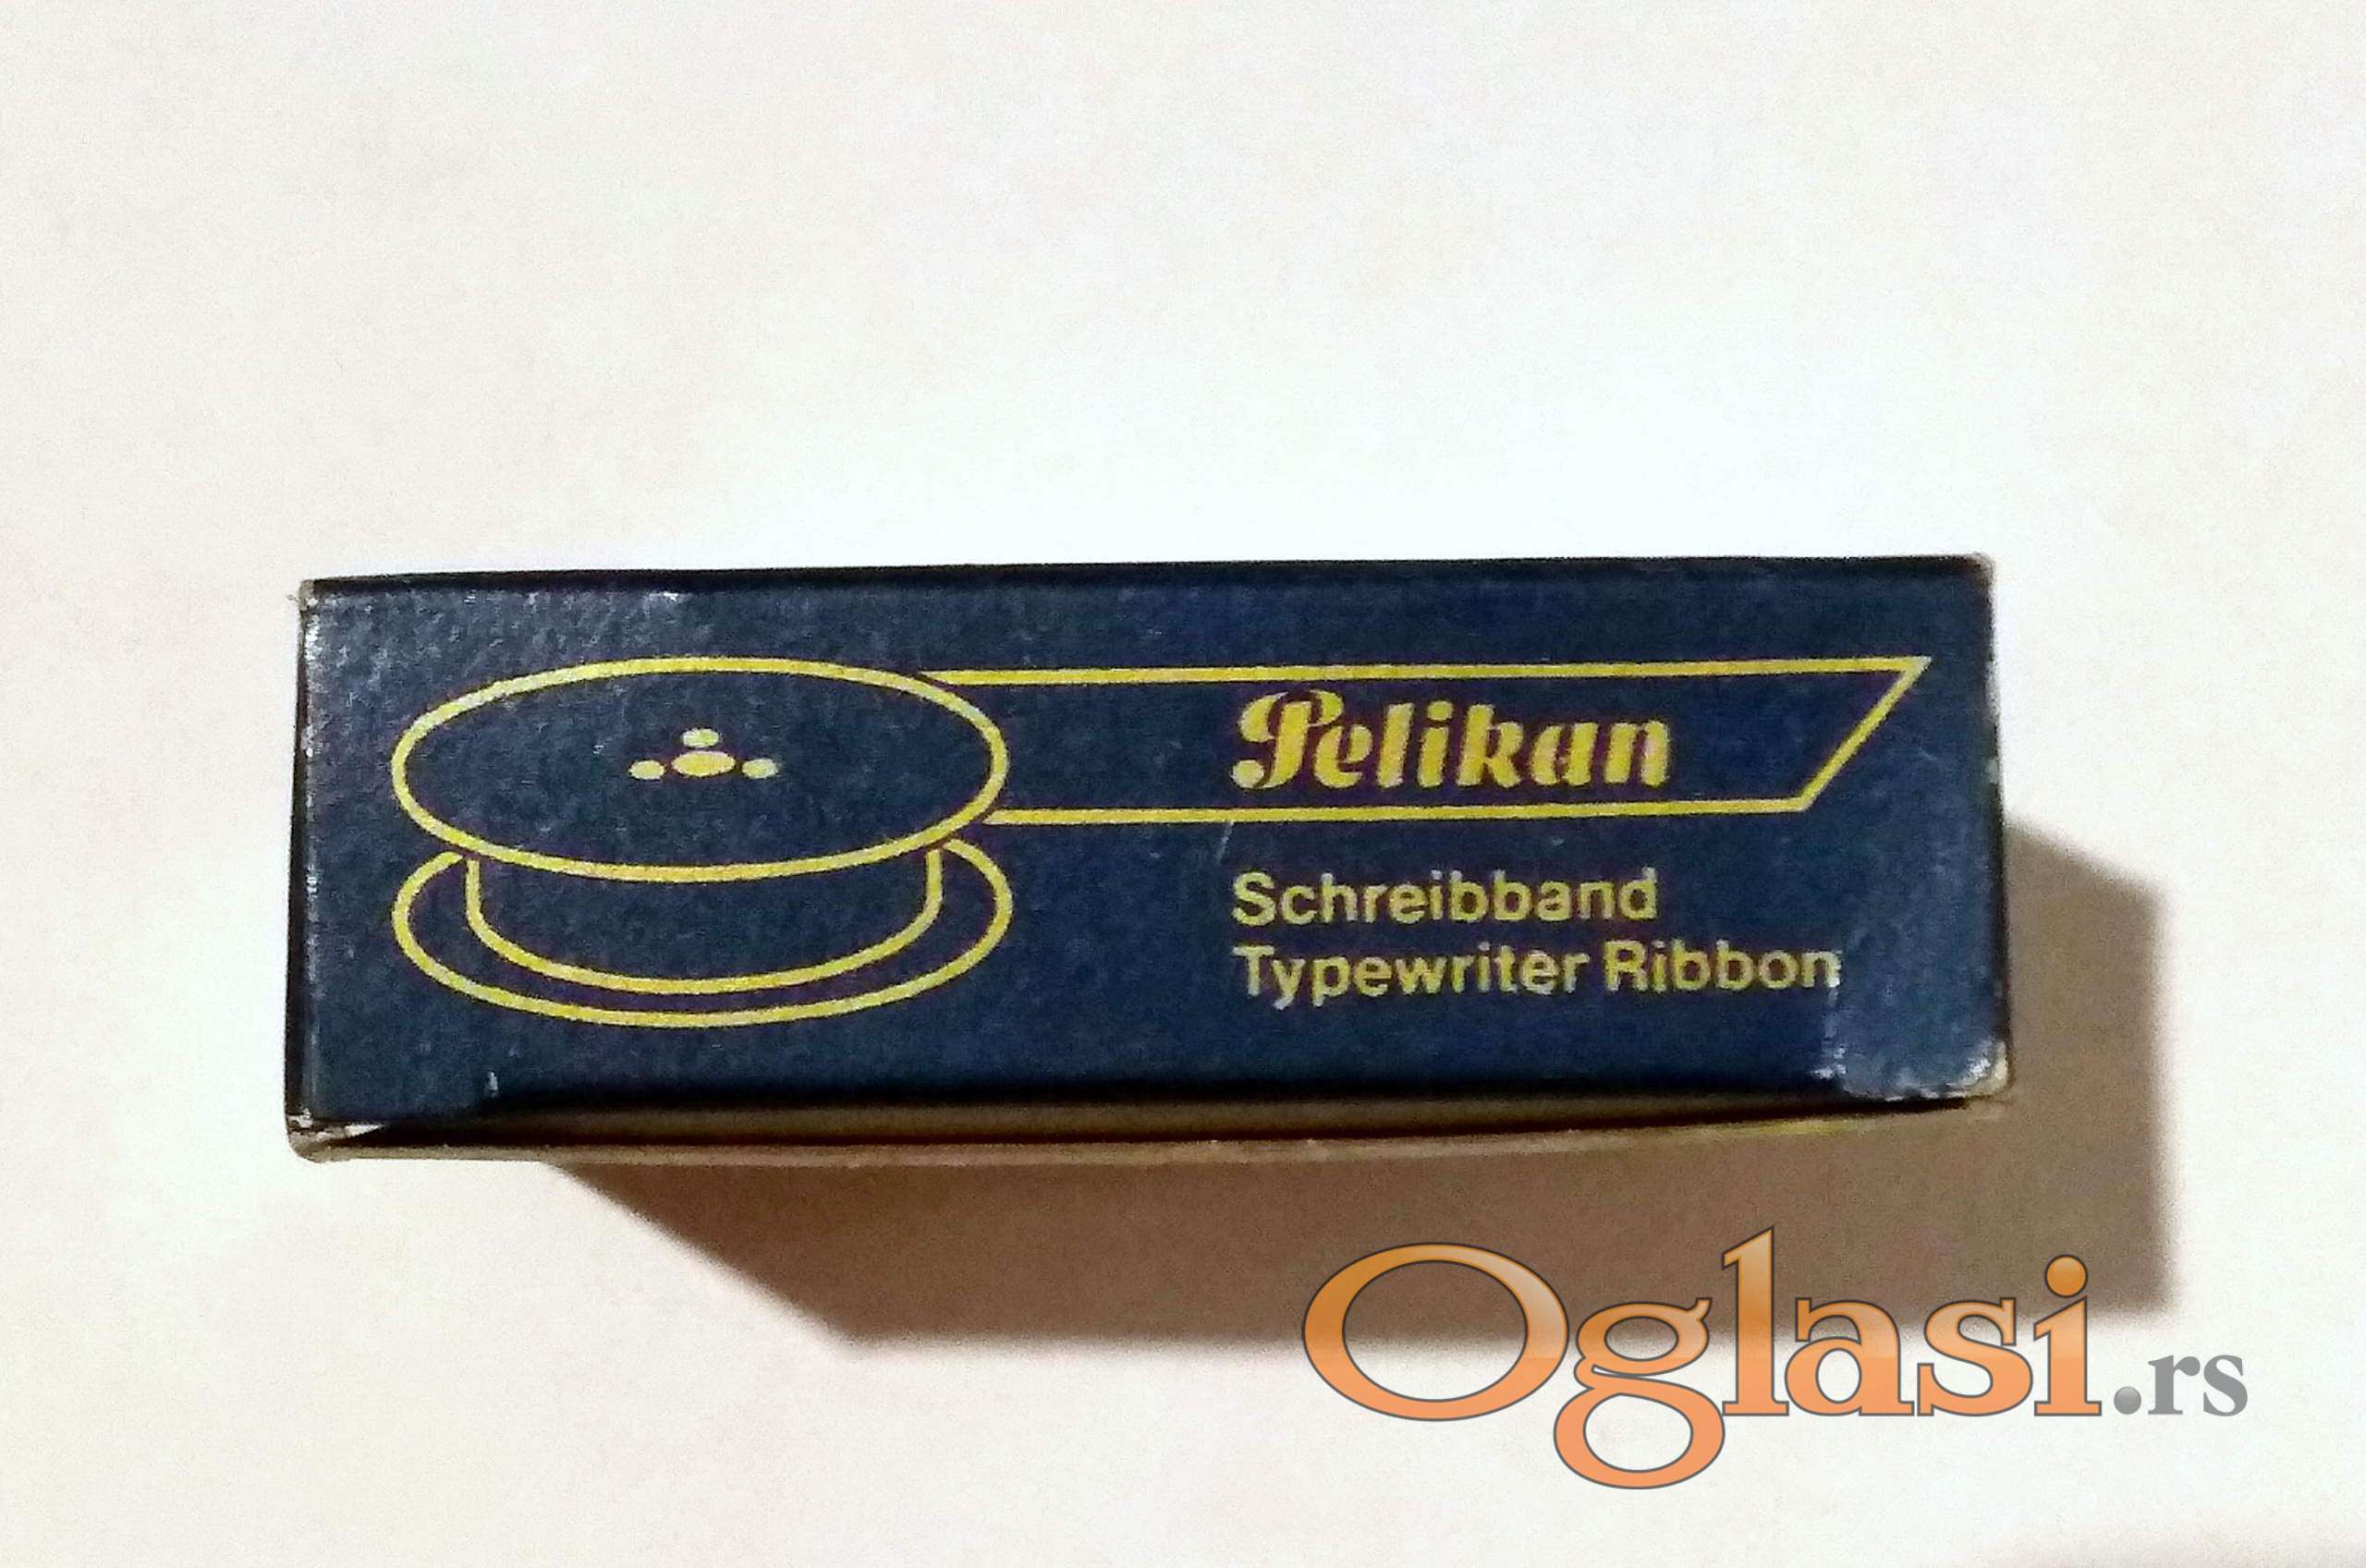 Pelikan
Schreibband
Typewriter Ribbon
Oglasi.rs